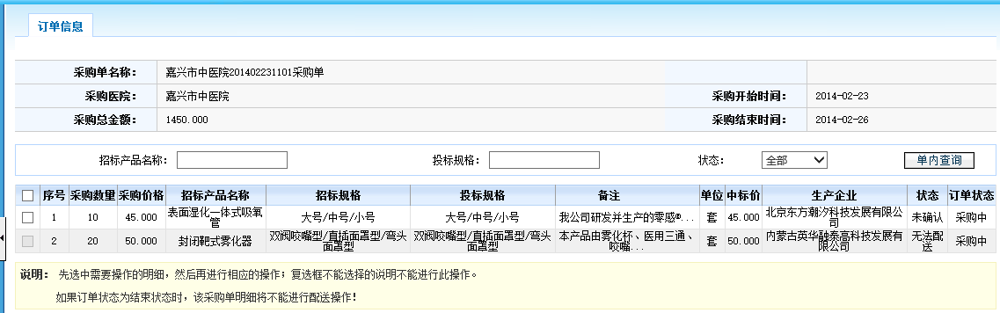 订单信息
采购单名称： 嘉兴市中医院201402231101采购单
采购医院： 嘉兴市中医院 采购开始时间： 2014-02-23
采购总金额： 1450.000 采购结束时间： 2014-02-26
招标产品名称： 投标规格： 状态： 全部 单内查询
序号 采购数量 采购价格 招标产品名称 招标规格 投标规格 备注 单位 中标价 生产企业 状态 订单状态
1 10 45.000 表面湿化一体式吸氧管 大号/中号/小号 大号/中号/小号 我公司研发并生产的零感®... 套 45.000 北京东方潮汐科技发展有限公司 未确认 采购中
2 20 50.000 封闭靶式雾化器 双阀咬嘴型/直插面罩型/弯头面罩型 双阀咬嘴型/直插面罩型/弯头面罩型 本产品由雾化杯、医用三通、咬嘴... 套 50.000 内蒙古英华融泰高科技发展有限公司 无法配送 采购中
说明： 先选中需要操作的明细，然后再进行相应的操作；复选框不能选择的说明不能进行此操作。
如果订单状态为结束状态时，该采购单明细将不能进行配送操作！